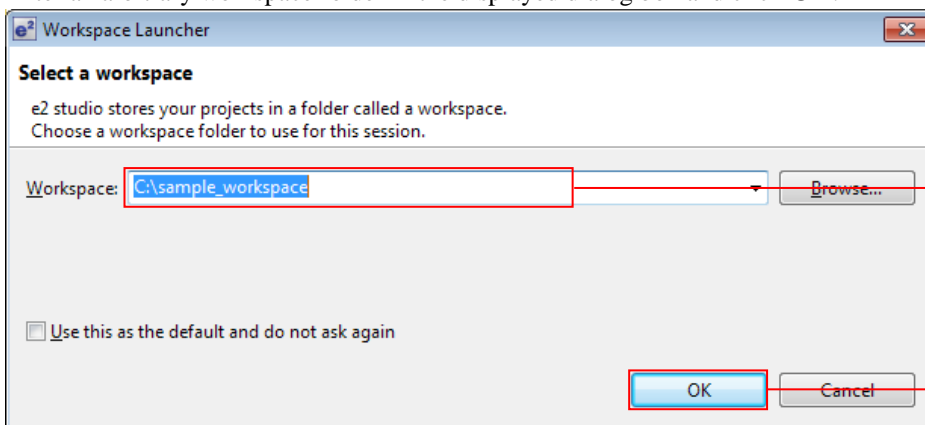 e² Workspace Launcher
Select a workspace
e2 studio stores your projects in a folder called a workspace.
Choose a workspace folder to use for this session.
Workspace: C:\sample_workspace Browse...
Use this as the default and do not ask again
OK Cancel